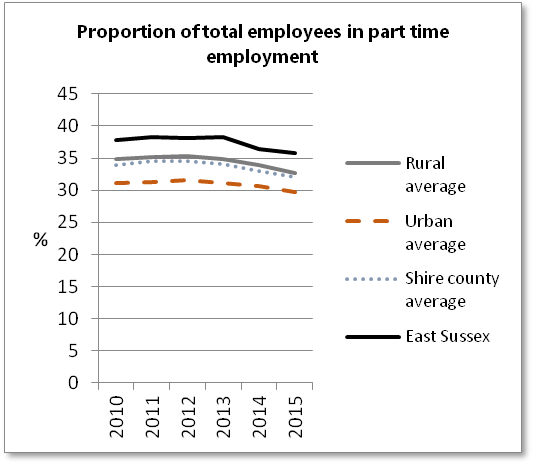 Proportion of total employees in part time
employment
45
40
35
30
25
20
15
10
5
0
%
2010
2011
2012
2013
2014
2015
Rural
average
Urban
average
Shire county
average
East Sussex